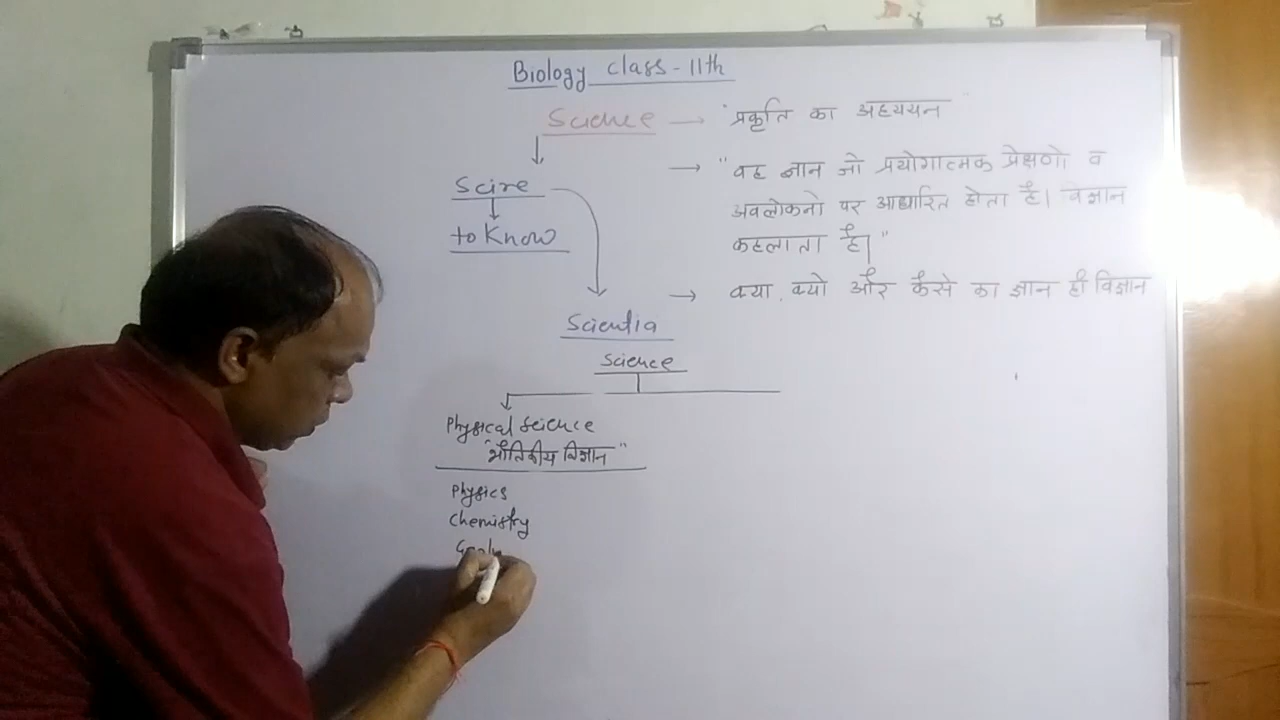 Biology class-11th
Science → "प्रकृति का अध्ययन"
Scire
to Know
→ "वह ज्ञान जो प्रयोगात्मक प्रेक्षणो व
अवलोकनो पर आधारित होता है। विज्ञान
कहलाता है।"
→ क्या, क्यो और कैसे का ज्ञान ही विज्ञान
Scientia
Science
Physical Science
"भौतिकीय विज्ञान"
Physics
Chemistry